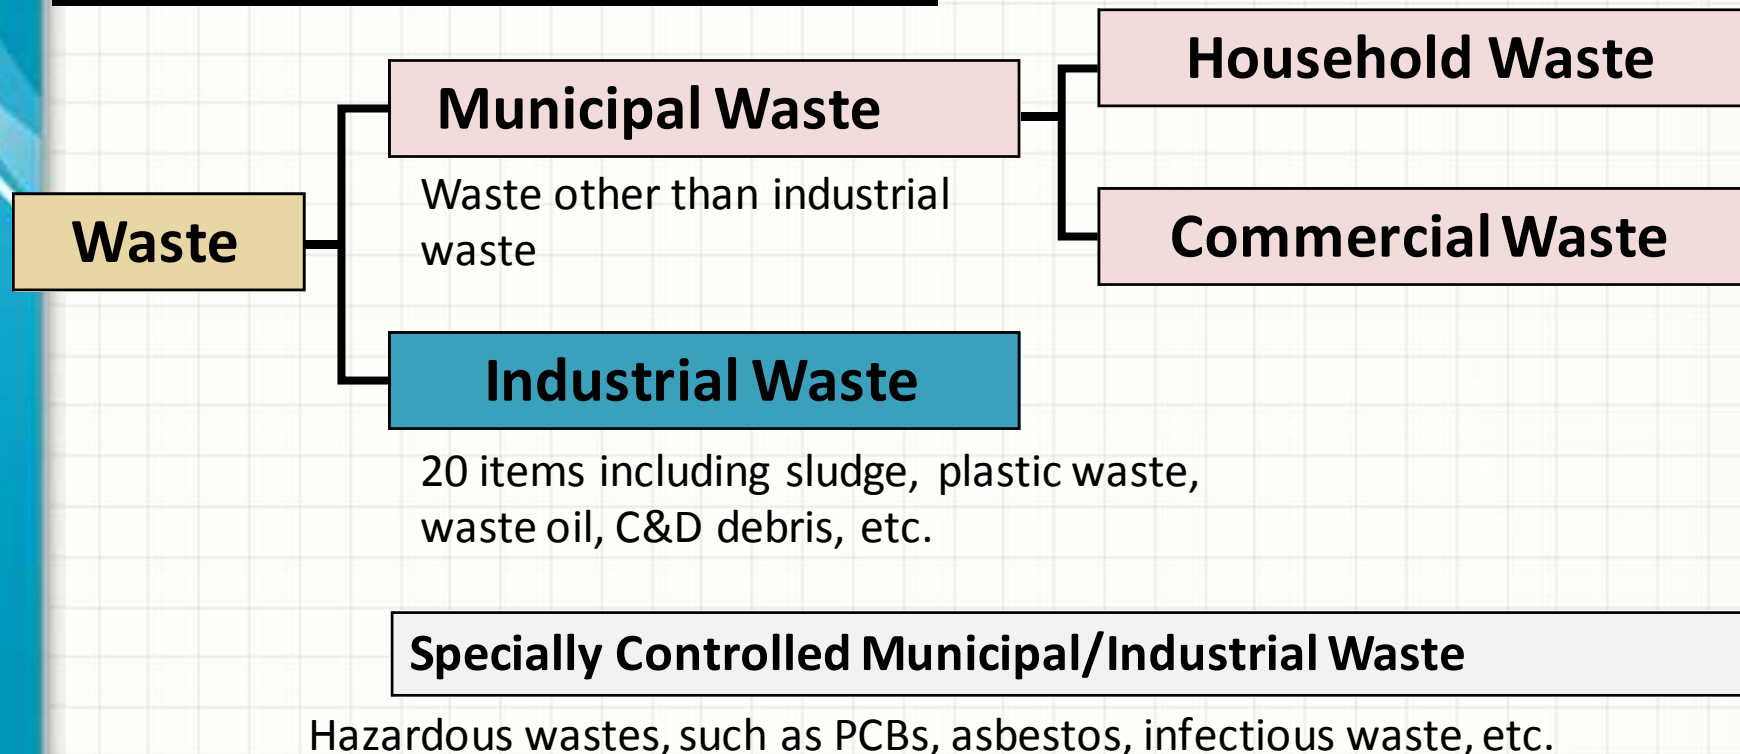 Household Waste
Municipal Waste
Waste other than industrial
waste
Waste
Commercial Waste
Industrial Waste
20 items including sludge, plastic waste,
waste oil, C&D debris, etc.
Specially Controlled Municipal/Industrial Waste
Hazardous wastes, such as PCBs, asbestos, infectious waste, etc.